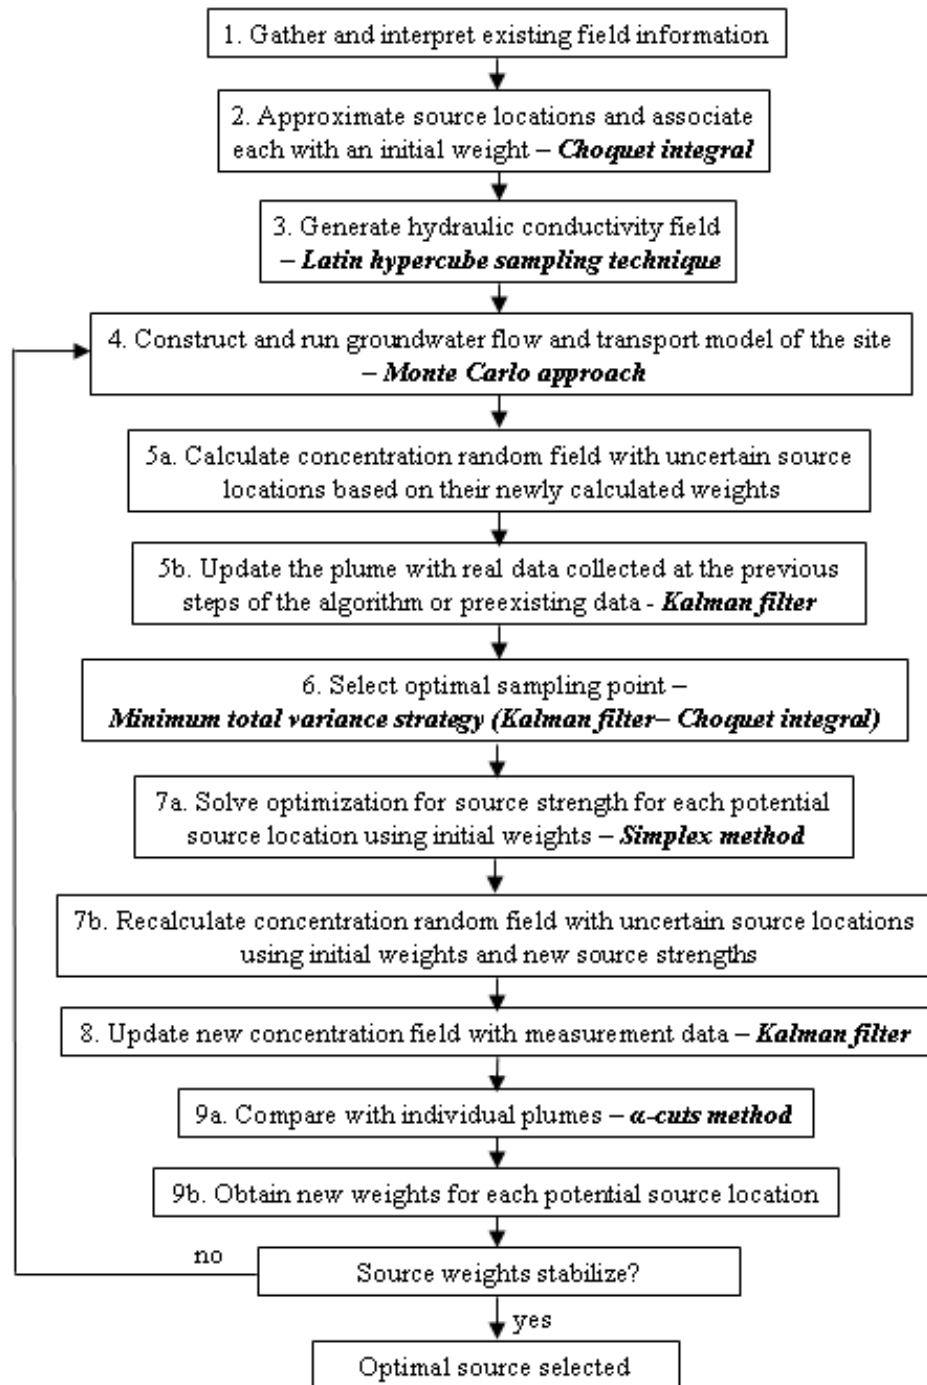 1. Gather and interpret existing field information
2. Approximate source locations and associate
each with an initial weight – Choquet integral
3. Generate hydraulic conductivity field
– Latin hypercube sampling technique
4. Construct and run groundwater flow and transport model of the site
– Monte Carlo approach
5a. Calculate concentration random field with uncertain source
locations based on their newly calculated weights
5b. Update the plume with real data collected at the previous
steps of the algorithm or preexisting data - Kalman filter
6. Select optimal sampling point –
Minimum total variance strategy (Kalman filter– Choquet integral)
7a. Solve optimization for source strength for each potential
source location using initial weights – Simplex method
7b. Recalculate concentration random field with uncertain source locations
using initial weights and new source strengths
8. Update new concentration field with measurement data – Kalman filter
9a. Compare with individual plumes – α-cuts method
9b. Obtain new weights for each potential source location
no
Source weights stabilize?
yes
Optimal source selected